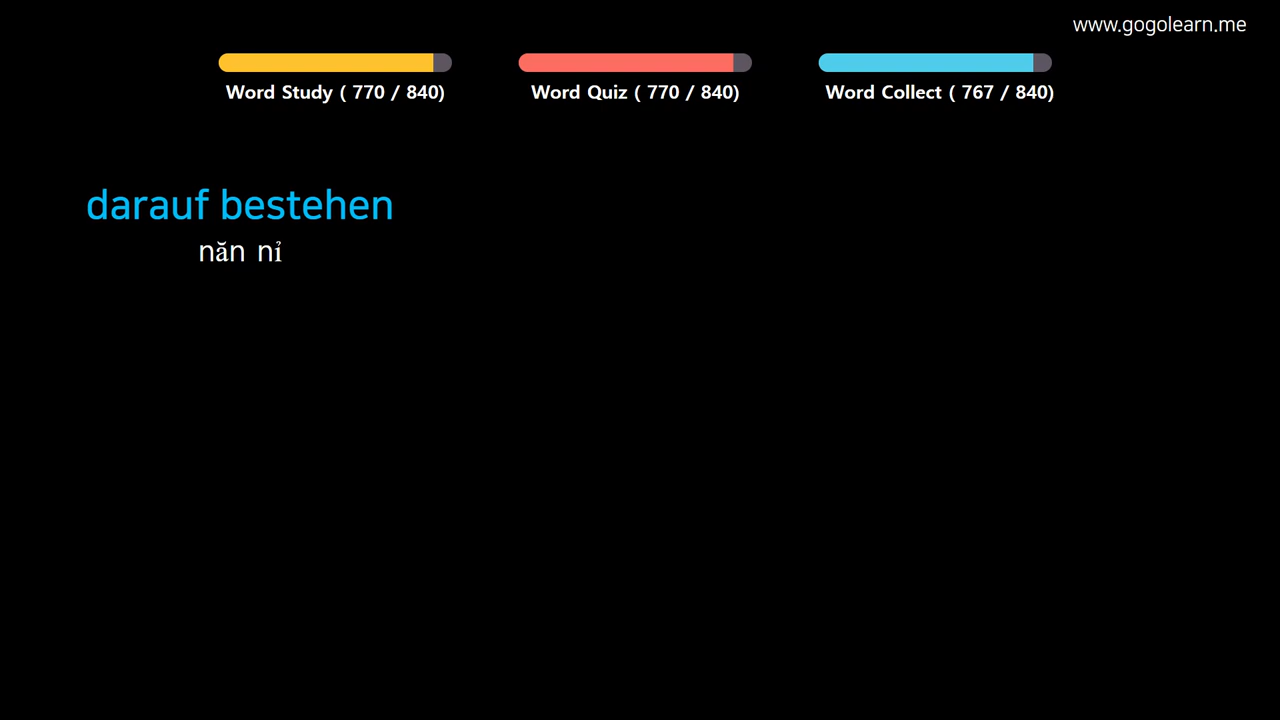 www.gogolearn.me
Word Study ( 770 / 840)
Word Quiz ( 770 / 840)
Word Collect ( 767 / 840)
darauf bestehen
năn nỉ